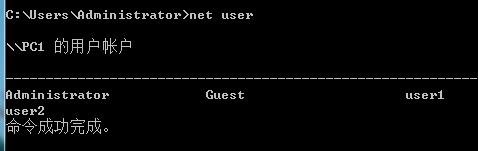 C:\Users\Administrator>net user
\\PC1 的用户帐户
-------------------------------------------------------------------------------
Administrator            Guest                    user1
user2
命令成功完成。